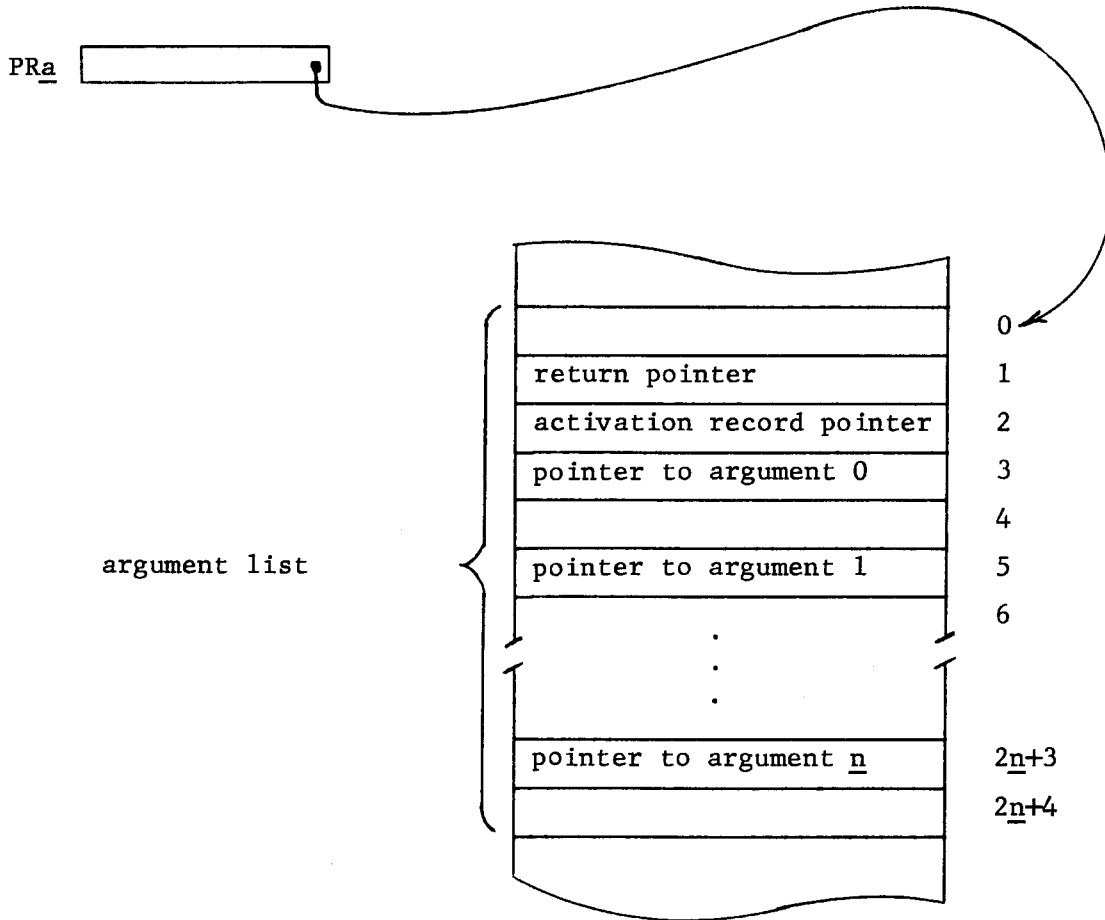 PRa
0
return pointer 1
activation record pointer 2
pointer to argument 0 3
4
argument list
pointer to argument 1 5
6
pointer to argument n 2n+3
2n+4